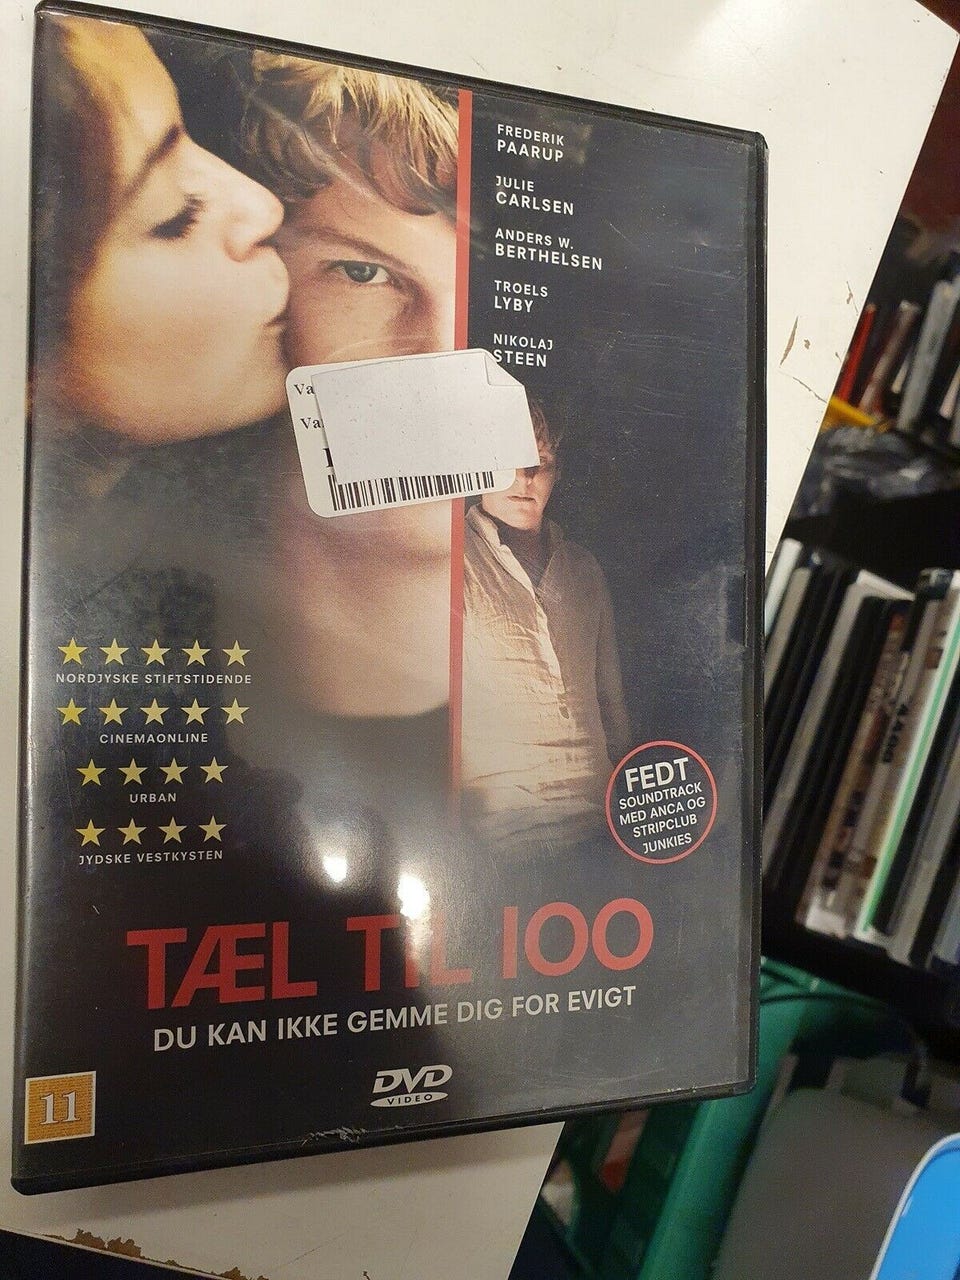 FREDERIK
PAARUP
JULIE
CARLSEN
ANDERS W.
BERTHELSEN
TROELS
LYBY
NIKOLAJ
STEEN
NORDJYSKE STIFTSTIDENDE
CINEMAONLINE
URBAN
JYDSKE VESTKYSTEN
FEDT
SOUNDTRACK
MED ANCA OG
STRIPCLUB
JUNKIES
TÆL TIL 100
DU KAN IKKE GEMME DIG FOR EVIGT
DVD
VIDEO
11